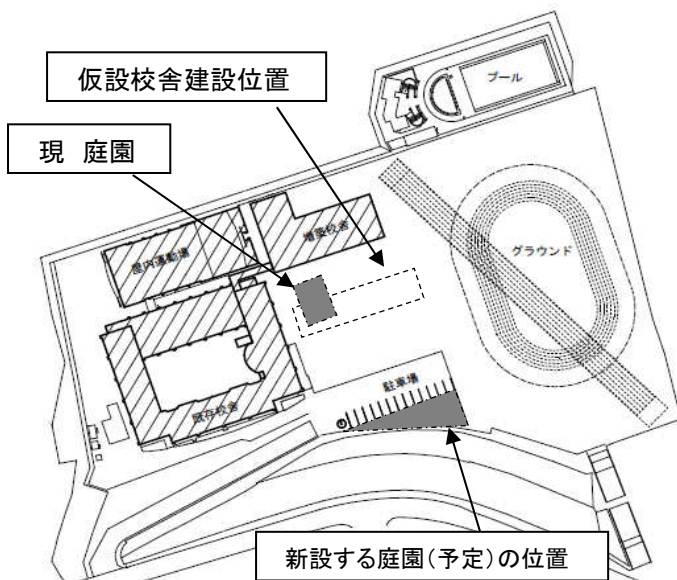 仮設校舎建設位置
プール
現 庭園
増築校舎
屋内運動場
グラウンド
駐車場
既存校舎
新設する庭園(予定)の位置